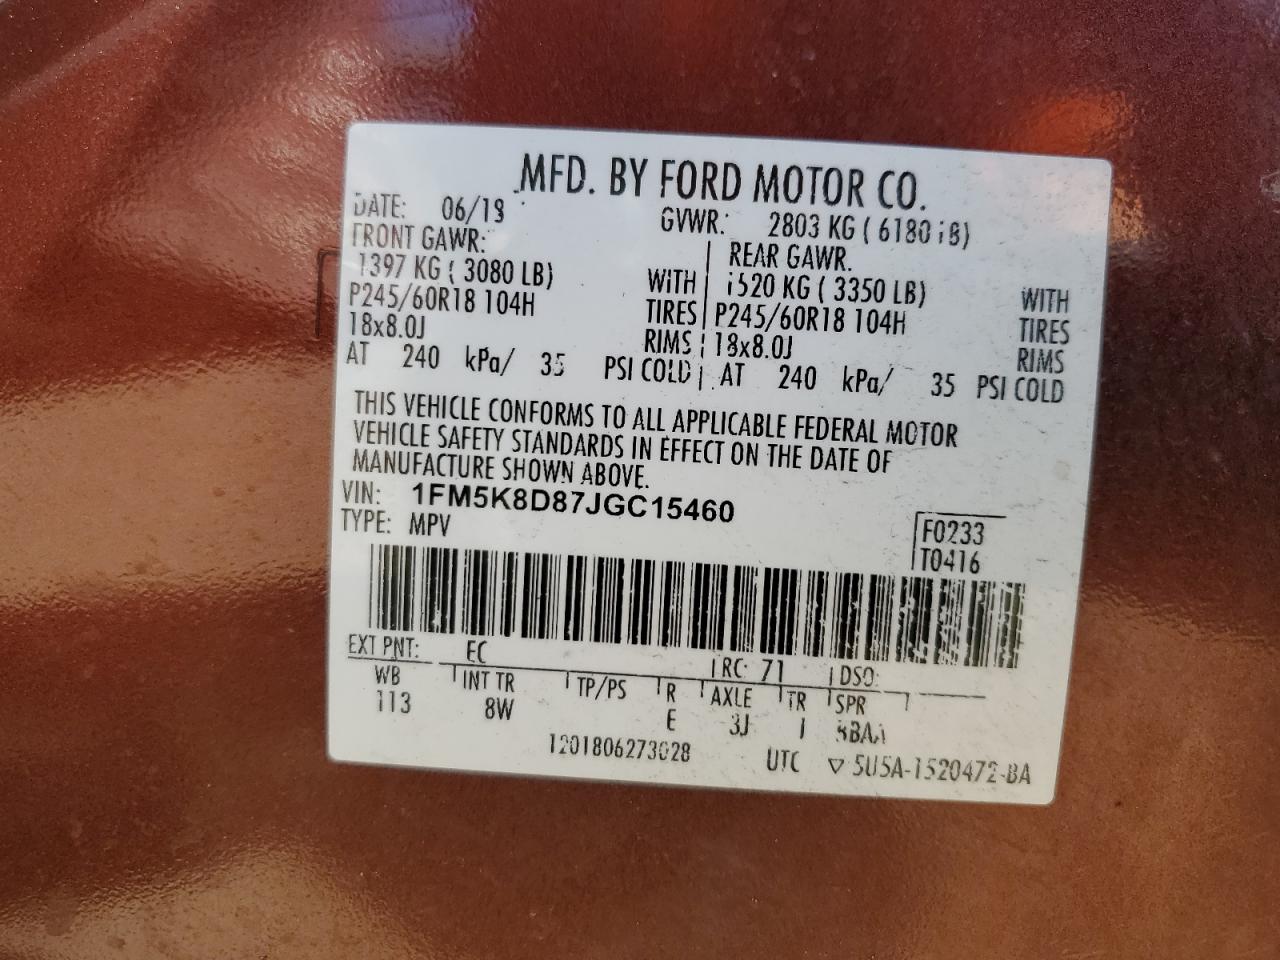 MFD. BY FORD MOTOR CO.
DATE: 06/18 GVWR: 2803 KG ( 6180 LB)
FRONT GAWR: REAR GAWR.
1397 KG ( 3080 LB) WITH 1520 KG ( 3350 LB) WITH
P245/60R18 104H TIRES P245/60R18 104H TIRES
18x8.0J RIMS 18x8.0J RIMS
AT 240 kPa/ 35 PSI COLD AT 240 kPa/ 35 PSI COLD
THIS VEHICLE CONFORMS TO ALL APPLICABLE FEDERAL MOTOR
VEHICLE SAFETY STANDARDS IN EFFECT ON THE DATE OF
MANUFACTURE SHOWN ABOVE.
VIN: 1FM5K8D87JGC15460
TYPE: MPV
F0233
T0416
EXT PNT: EC RC: 71 DSO:
WB INT TR TP/PS R AXLE TR SPR
113 8W E 3J
1201806273028 UTC ▽ 5U5A-1520472-BA